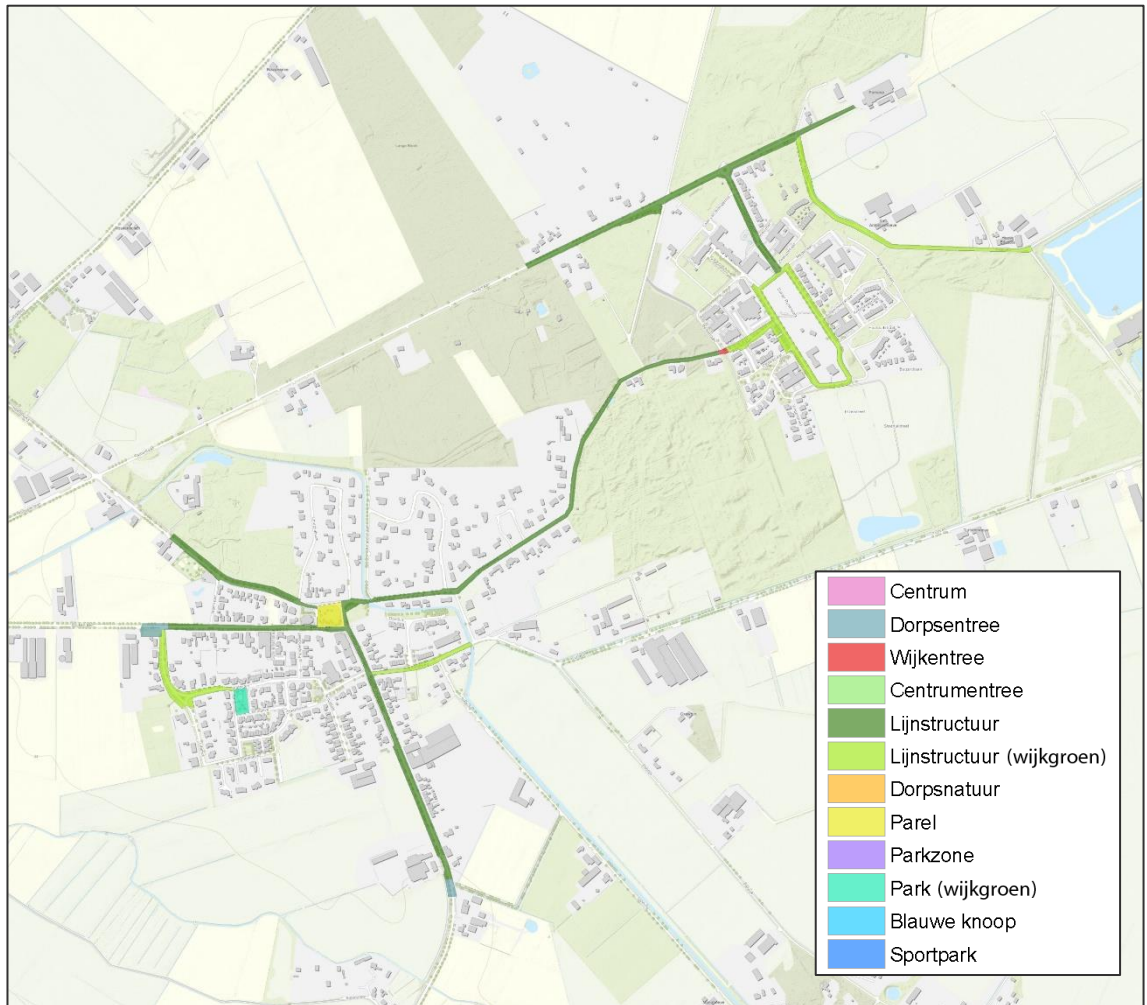 Centrum
Dorpsentree
Wijkentree
Centrumentree
Lijnstructuur
Lijnstructuur (wijkgroen)
Dorpsnatuur
Parel
Parkzone
Park (wijkgroen)
Blauwe knoop
Sportpark